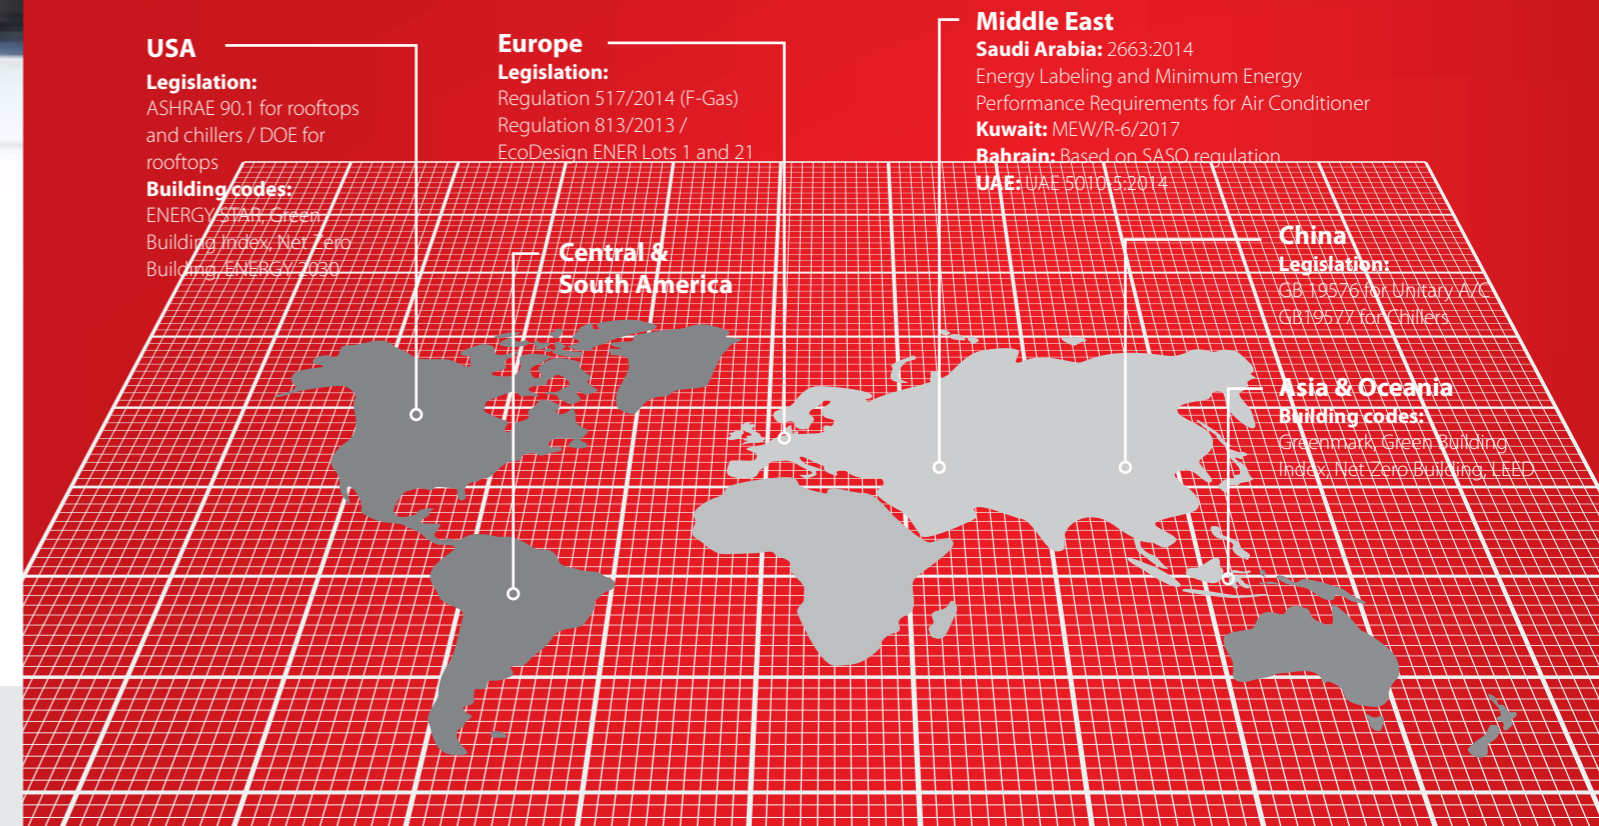 USA
Legislation:
ASHRAE 90.1 for rooftops
and chillers / DOE for
rooftops
Building codes:
ENERGY STAR, Green
Building Index, Net Zero
Building, ENERGY 2030
Europe
Legislation:
Regulation 517/2014 (F-Gas)
Regulation 813/2013 /
EcoDesign ENER Lots 1 and 21
Middle East
Saudi Arabia: 2663:2014
Energy Labeling and Minimum Energy
Performance Requirements for Air Conditioner
Kuwait: MEW/R-6/2017
Bahrain: Based on SASO regulation
UAE: UAE 5010-5:2014
Central &
South America
China
Legislation:
GB 19576 for Unitary A/C
GB19577 for Chillers
Asia & Oceania
Building codes:
Greenmark, Green Building
Index, Net Zero Building, LEED